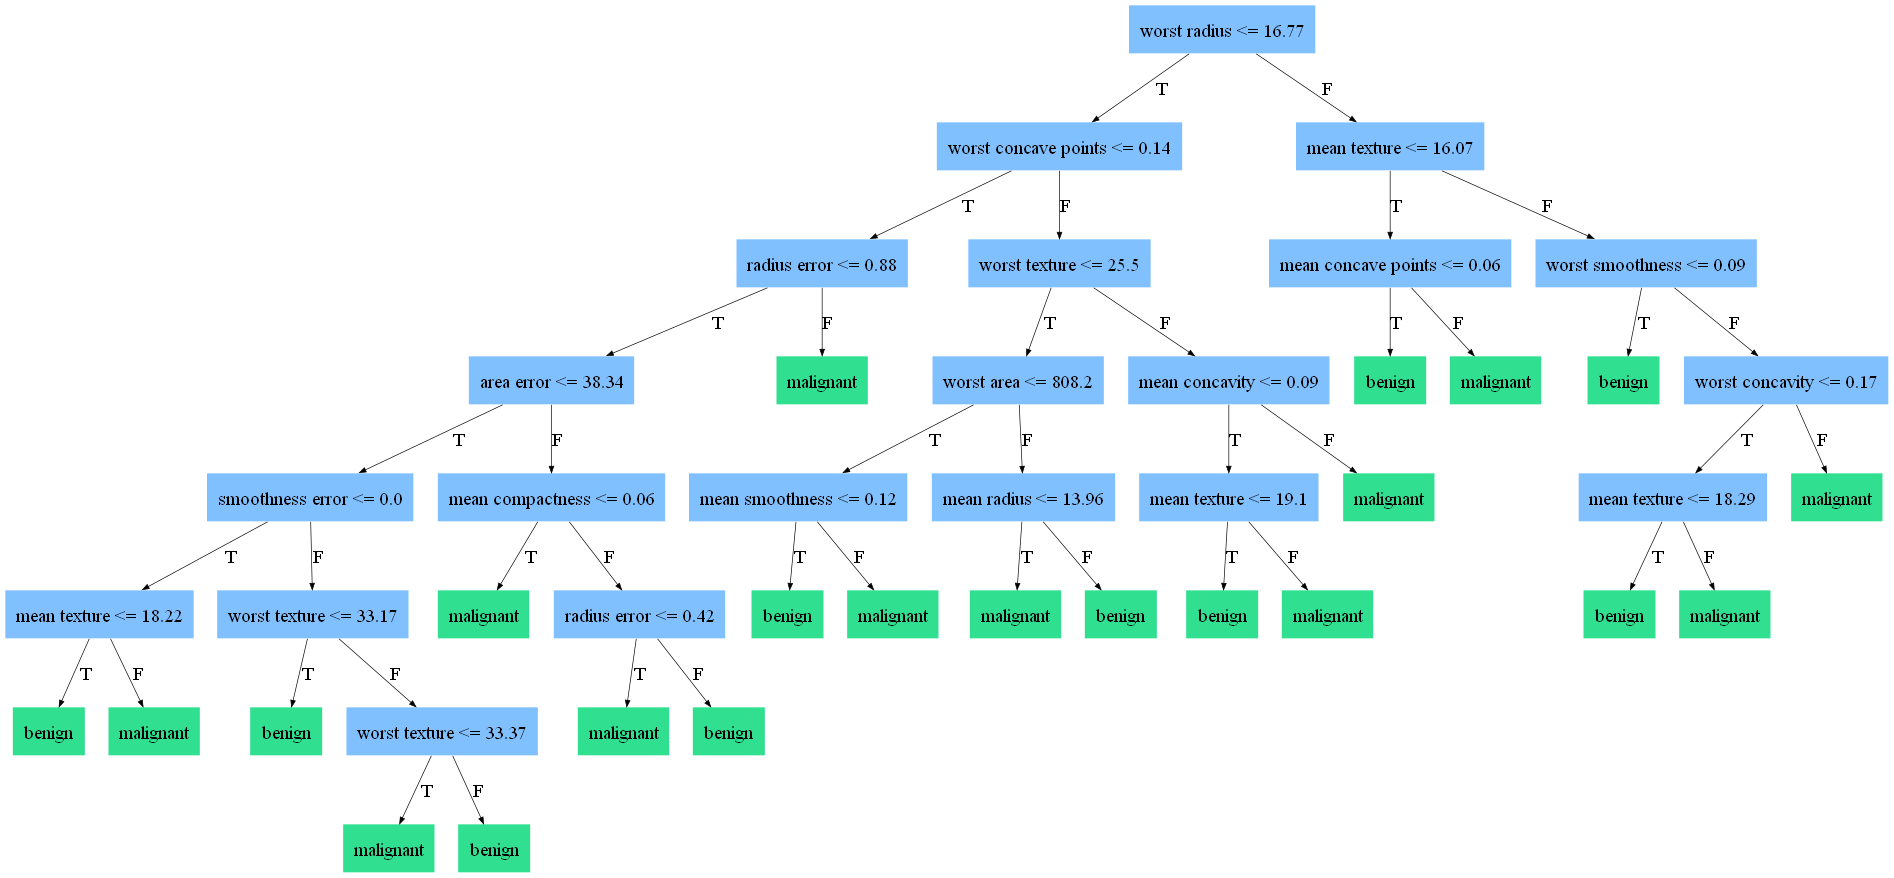 worst radius <= 16.77
T
F
worst concave points <= 0.14
mean texture <= 16.07
T
F
T
F
radius error <= 0.88
worst texture <= 25.5
mean concave points <= 0.06
worst smoothness <= 0.09
T
F
T
F
T
F
T
F
area error <= 38.34
malignant
worst area <= 808.2
mean concavity <= 0.09
benign
malignant
benign
worst concavity <= 0.17
T
F
T
F
T
F
T
F
smoothness error <= 0.0
mean compactness <= 0.06
mean smoothness <= 0.12
mean radius <= 13.96
mean texture <= 19.1
malignant
mean texture <= 18.29
malignant
T
F
T
F
T
F
T
F
T
F
T
F
mean texture <= 18.22
worst texture <= 33.17
malignant
radius error <= 0.42
benign
malignant
malignant
benign
benign
malignant
benign
malignant
T
F
T
F
T
F
benign
malignant
benign
worst texture <= 33.37
malignant
benign
T
F
malignant
benign